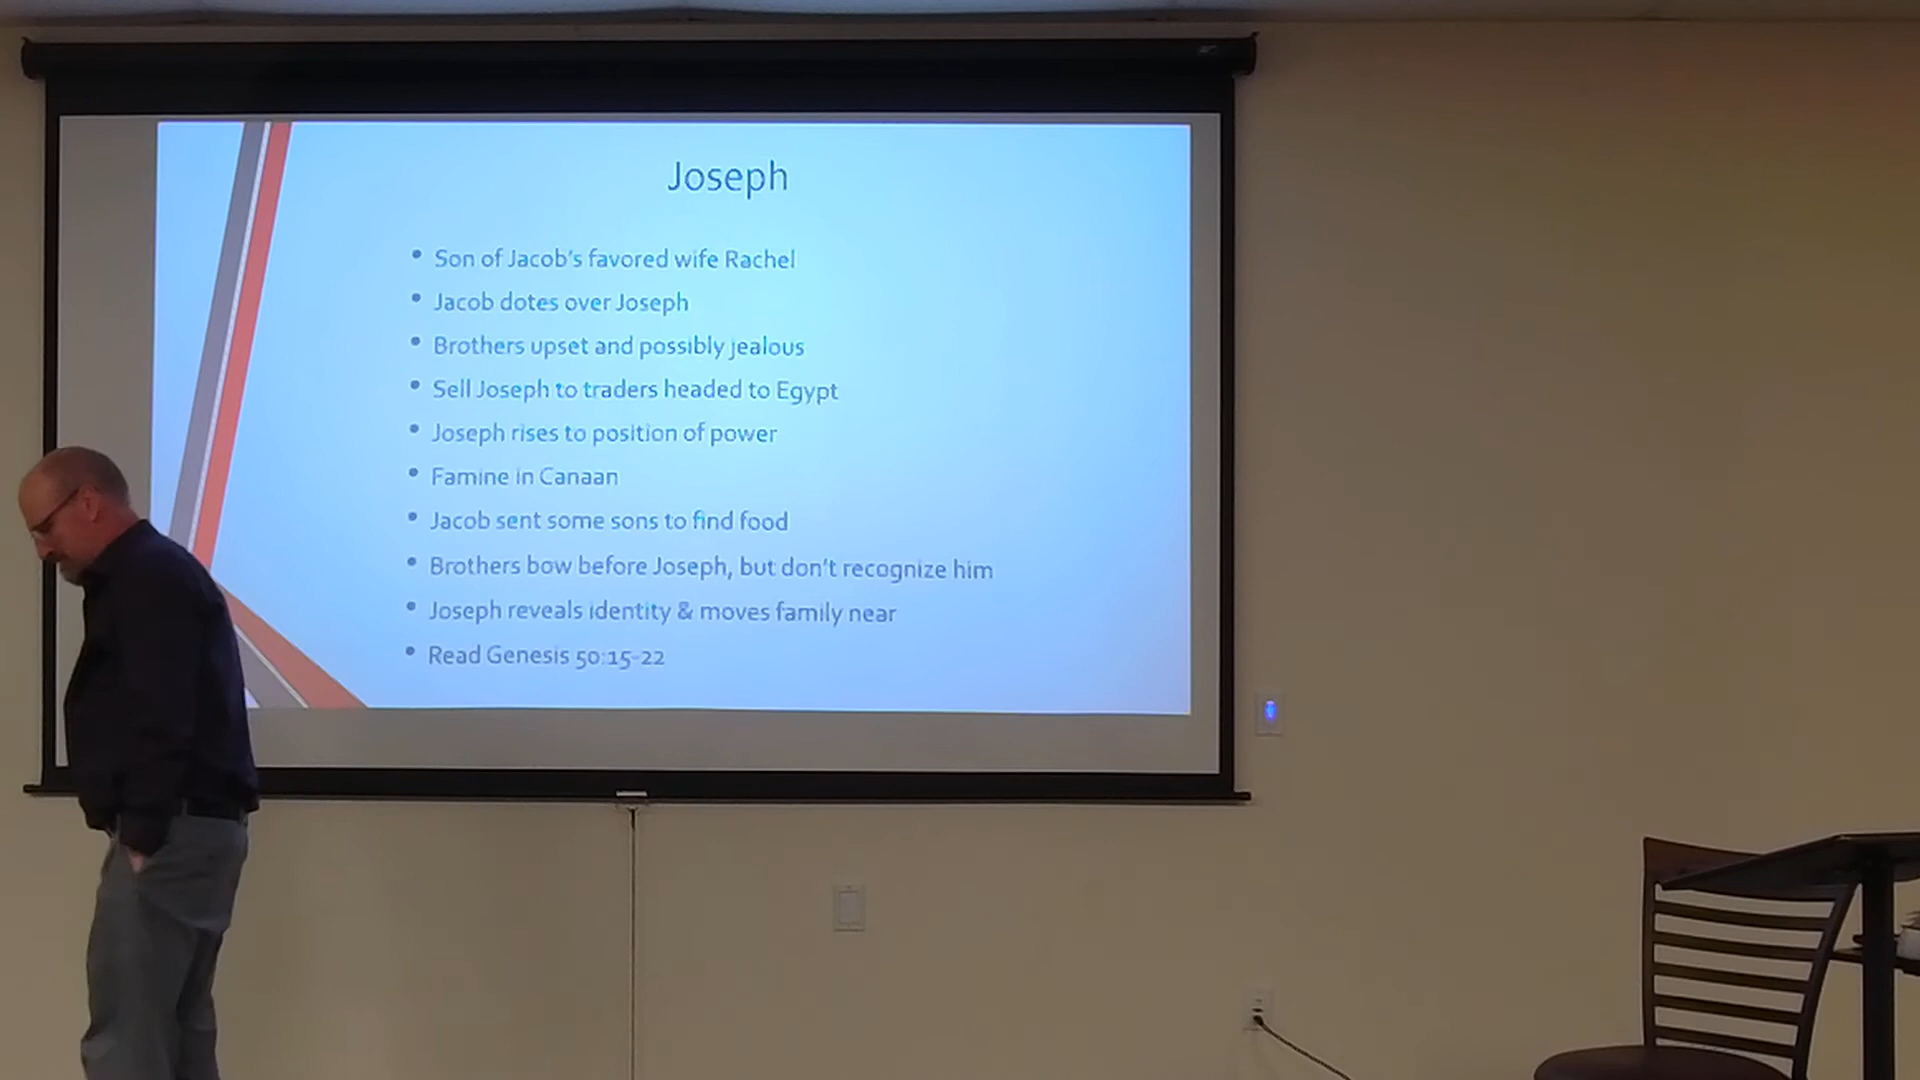 Joseph
• Son of Jacob's favored wife Rachel
• Jacob dotes over Joseph
• Brothers upset and possibly jealous
• Sell Joseph to traders headed to Egypt
• Joseph rises to position of power
• Famine in Canaan
• Jacob sent some sons to find food
• Brothers bow before Joseph, but don't recognize him
• Joseph reveals identity & moves family near
• Read Genesis 50:15-22